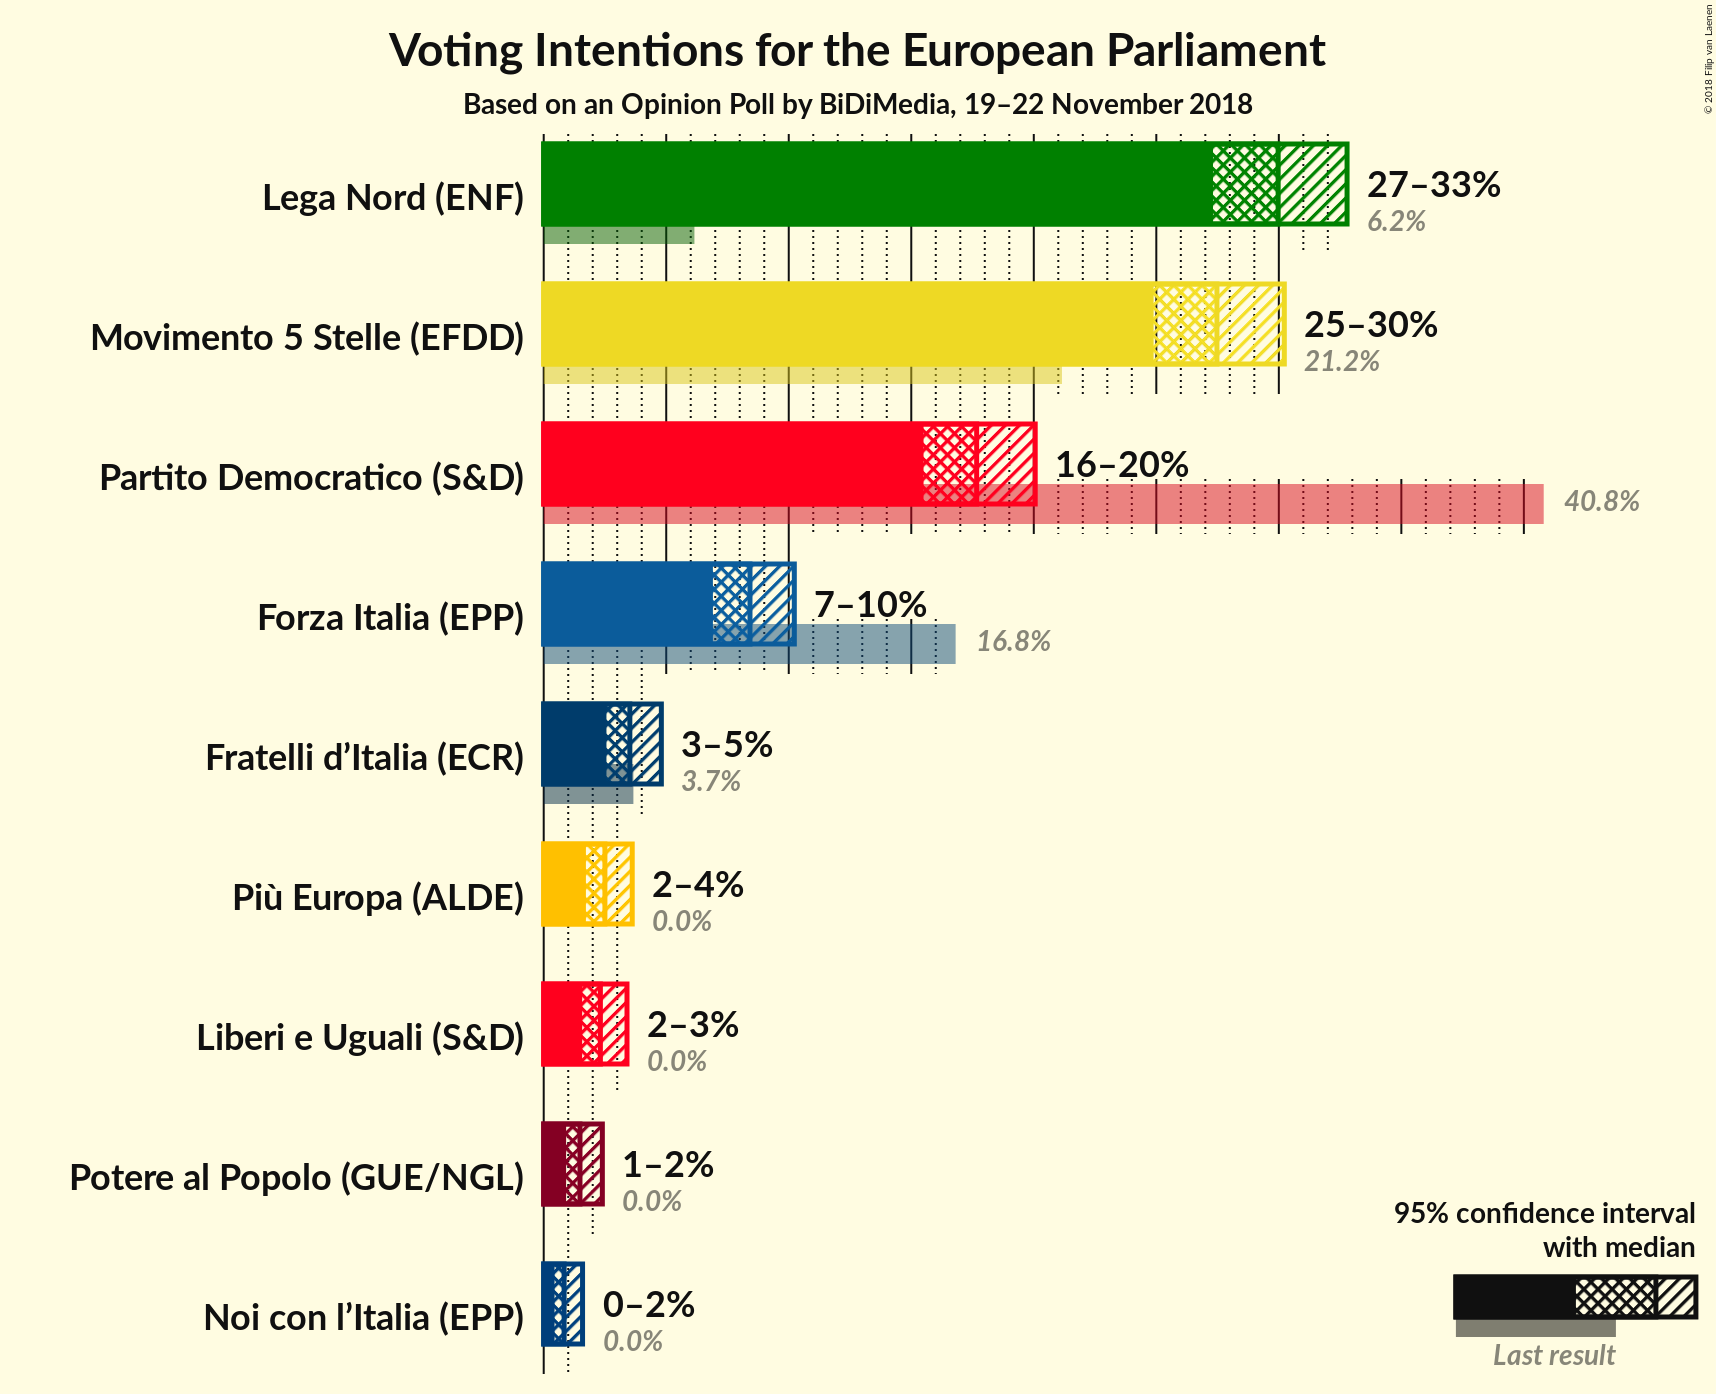 Voting Intentions for the European Parliament
Based on an Opinion Poll by BiDiMedia, 19–22 November 2018
© 2018 Filip van Laenen
Lega Nord (ENF)
27–33%
6.2%
Movimento 5 Stelle (EFDD)
25–30%
21.2%
Partito Democratico (S&D)
16–20%
40.8%
Forza Italia (EPP)
7–10%
16.8%
Fratelli d’Italia (ECR)
3–5%
3.7%
Più Europa (ALDE)
2–4%
0.0%
Liberi e Uguali (S&D)
2–3%
0.0%
Potere al Popolo (GUE/NGL)
1–2%
0.0%
Noi con l’Italia (EPP)
0–2%
0.0%
95% confidence interval
with median
Last result